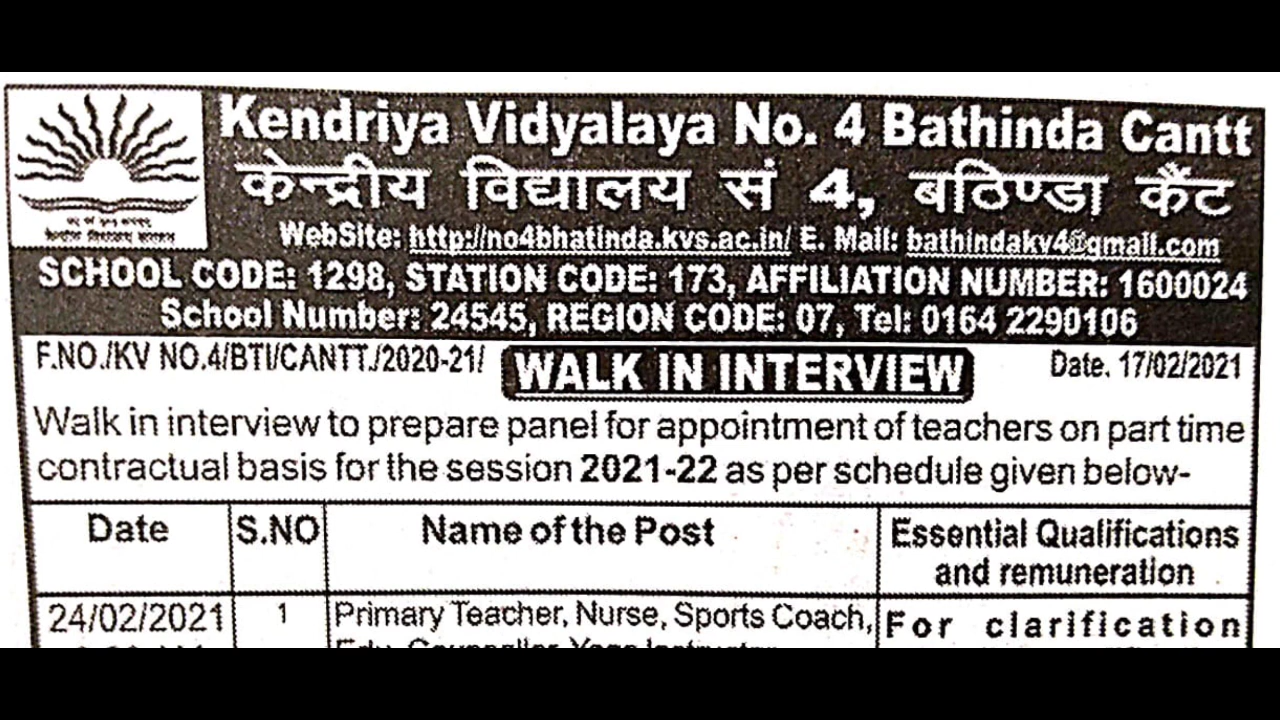 Kendriya Vidyalaya No. 4 Bathinda Cantt
केन्द्रीय विद्यालय सं 4, बठिण्डा कैंट
WebSite: http://no4bhatinda.kvs.ac.in/ E. Mail: bathindakv4@gmail.com
SCHOOL CODE: 1298, STATION CODE: 173, AFFILIATION NUMBER: 1600024
School Number: 24545, REGION CODE: 07, Tel: 0164 2290106
F.NO./KV NO.4/BTI/CANTT./2020-21/ WALK IN INTERVIEW Date. 17/02/2021
Walk in interview to prepare panel for appointment of teachers on part time
contractual basis for the session 2021-22 as per schedule given below-
Date S.NO Name of the Post Essential Qualifications
and remuneration
24/02/2021 1 Primary Teacher, Nurse, Sports Coach, For clarification
Edu. Counsellor, Yoga Instructor